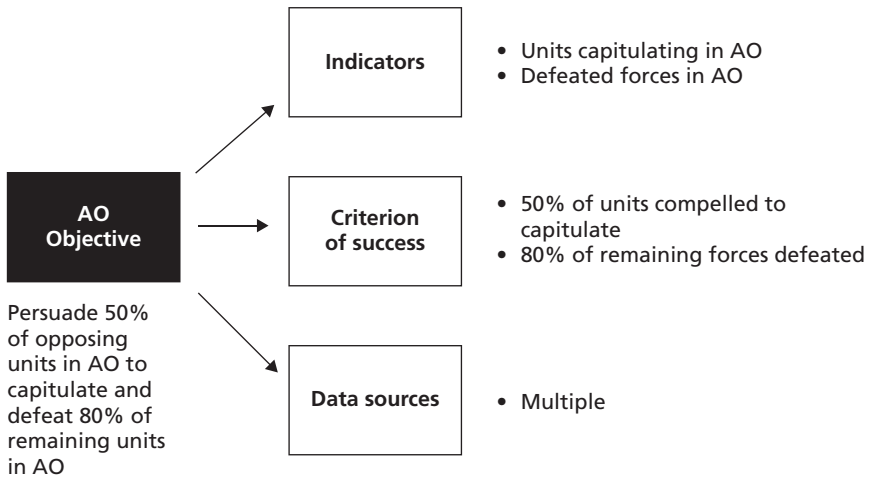 Indicators
• Units capitulating in AO
• Defeated forces in AO
AO
Objective
Persuade 50%
of opposing
units in AO to
capitulate and
defeat 80% of
remaining units
in AO
Criterion
of success
• 50% of units compelled to
capitulate
• 80% of remaining forces defeated
Data sources
• Multiple